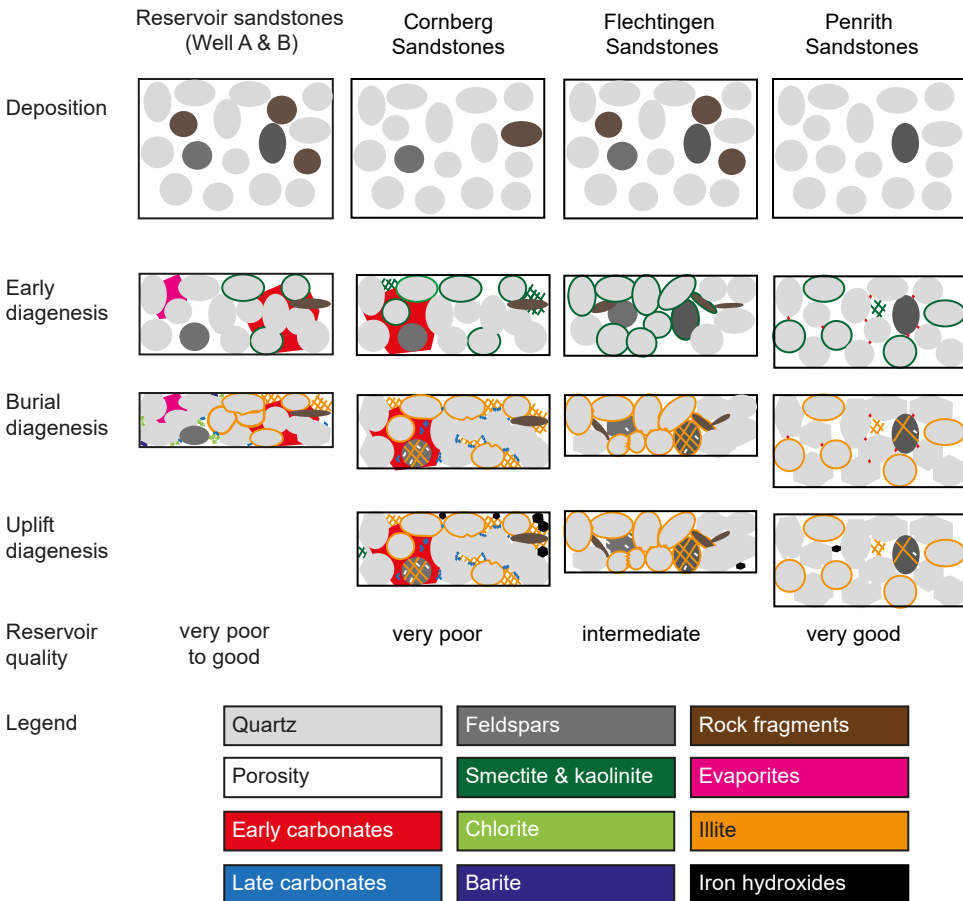 Reservoir sandstones
(Well A & B)
Cornberg
Sandstones
Flechtingen
Sandstones
Penrith
Sandstones
Deposition
Early
diagenesis
Burial
diagenesis
Uplift
diagenesis
Reservoir
quality
very poor
to good
very poor
intermediate
very good
Legend
Quartz
Feldspars
Rock fragments
Porosity
Smectite & kaolinite
Evaporites
Early carbonates
Chlorite
Illite
Late carbonates
Barite
Iron hydroxides